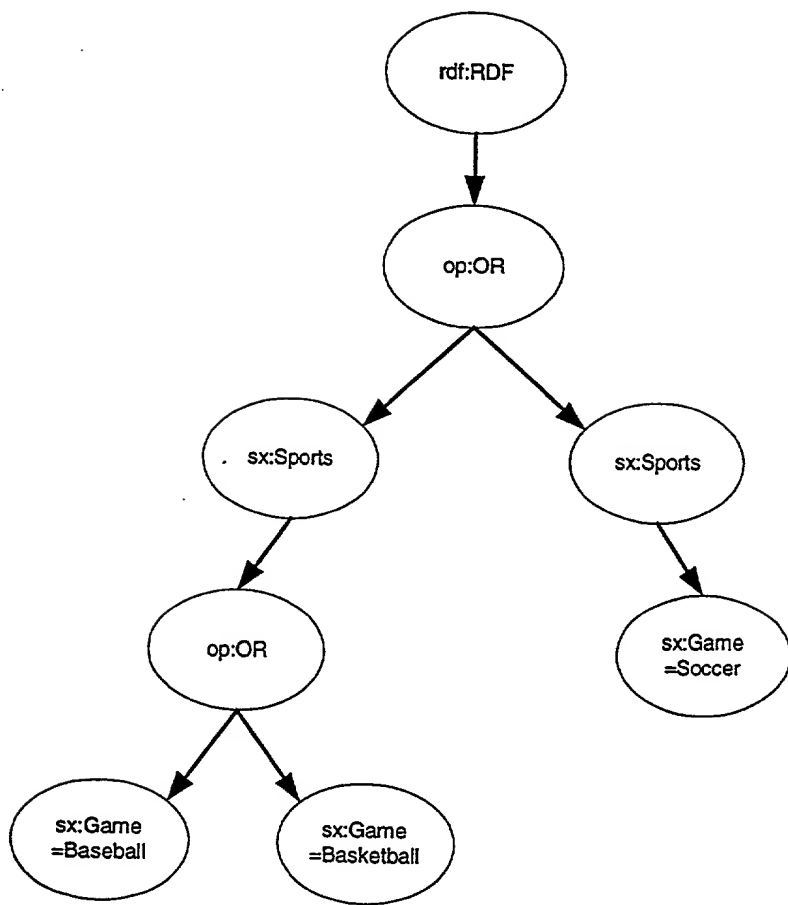 rdf:RDF
op:OR
sx:Sports
sx:Sports
op:OR
sx:Game
=Soccer
sx:Game
=Baseball
sx:Game
=Basketball